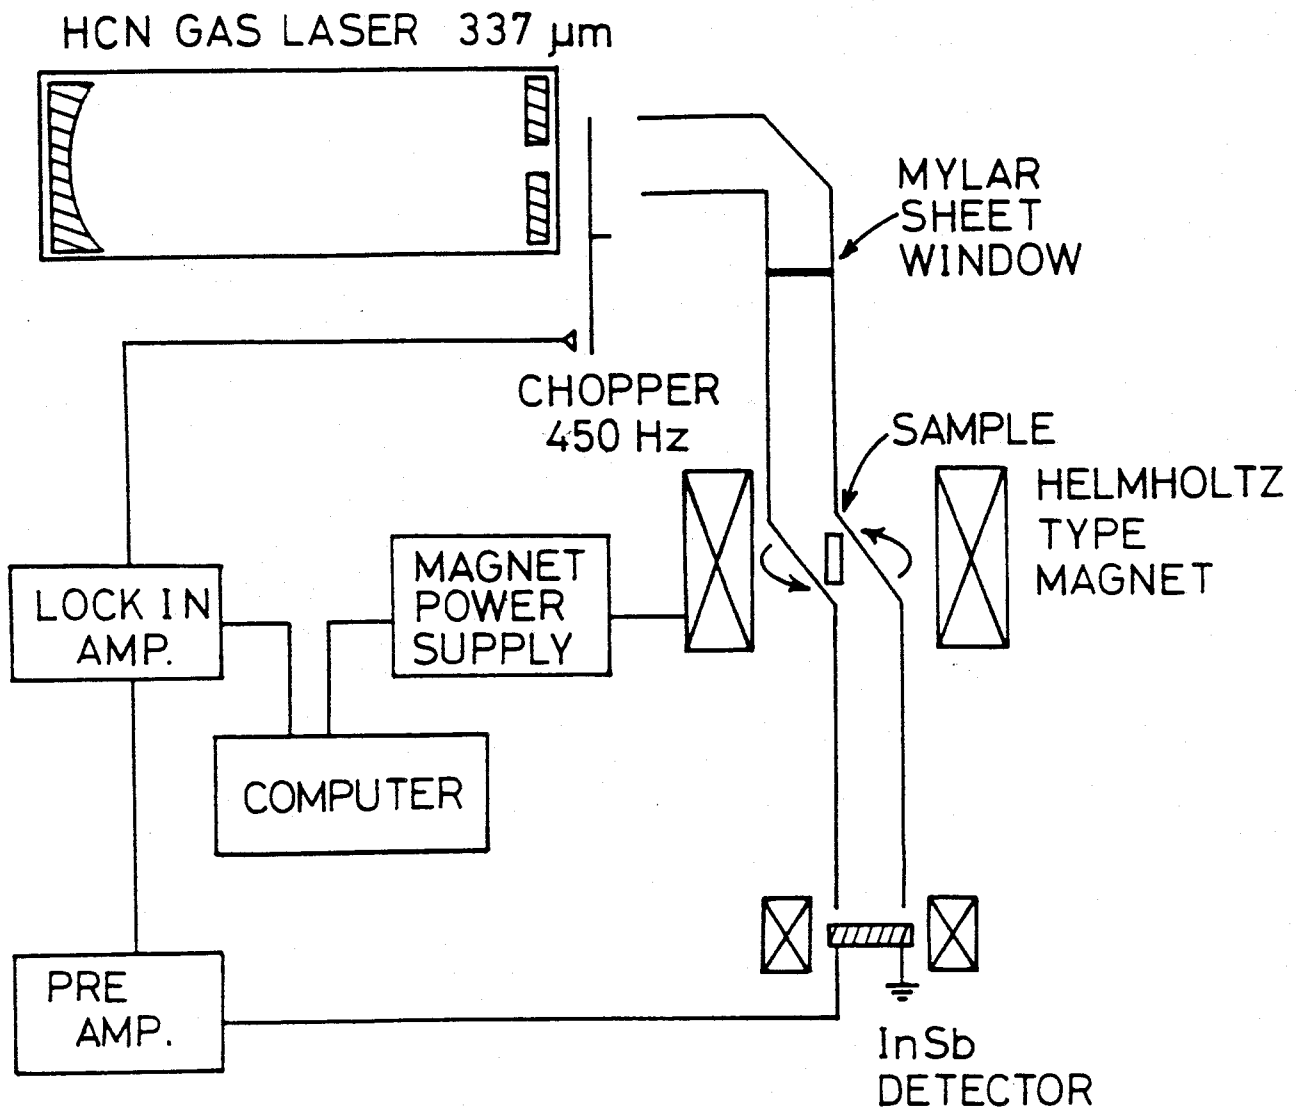 HCN GAS LASER 337 μm
MYLAR
SHEET
WINDOW
CHOPPER
450 Hz
SAMPLE
HELMHOLTZ
TYPE
MAGNET
MAGNET
POWER
SUPPLY
LOCK IN
AMP.
COMPUTER
PRE
AMP.
InSb
DETECTOR